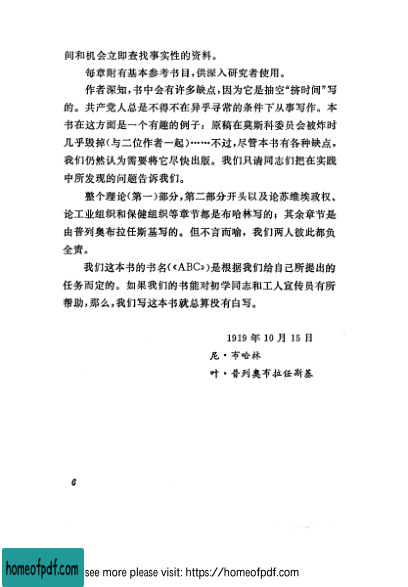 间和机会立即查找事实性的资料。
每章附有基本参考书目，供深入研究者使用。
作者深知，书中会有许多缺点，因为它是抽空“挤时间”写
的。共产党人总是不得不在异乎寻常的条件下从事写作。本
书在这方面是一个有趣的例子：原稿在莫斯科委员会被炸时
几乎毁掉（与二位作者一起）……不过，尽管本书有各种缺点，
我们仍然认为需要将它尽快出版。我们只请同志们把在实践
中所发现的问题告诉我们。
整个理论（第一）部分，第二部分开头以及论苏维埃政权、
论工业组织和保健组织等章节都是布哈林写的；其余章节是
由普列奥布拉任斯基写的。但不言而喻，我们两人彼此都负
全责。
我们这本书的书名（《ABC》）是根据我们给自己所提出的
任务而定的。如果我们的书能对初学同志和工人宣传员有所
帮助，那么，我们写这本书就总算没有白写。
1919年10月15日
尼·布哈林
叶·普列奥布拉任斯基
6
homeofpdf.com
see more please visit: https://homeofpdf.com